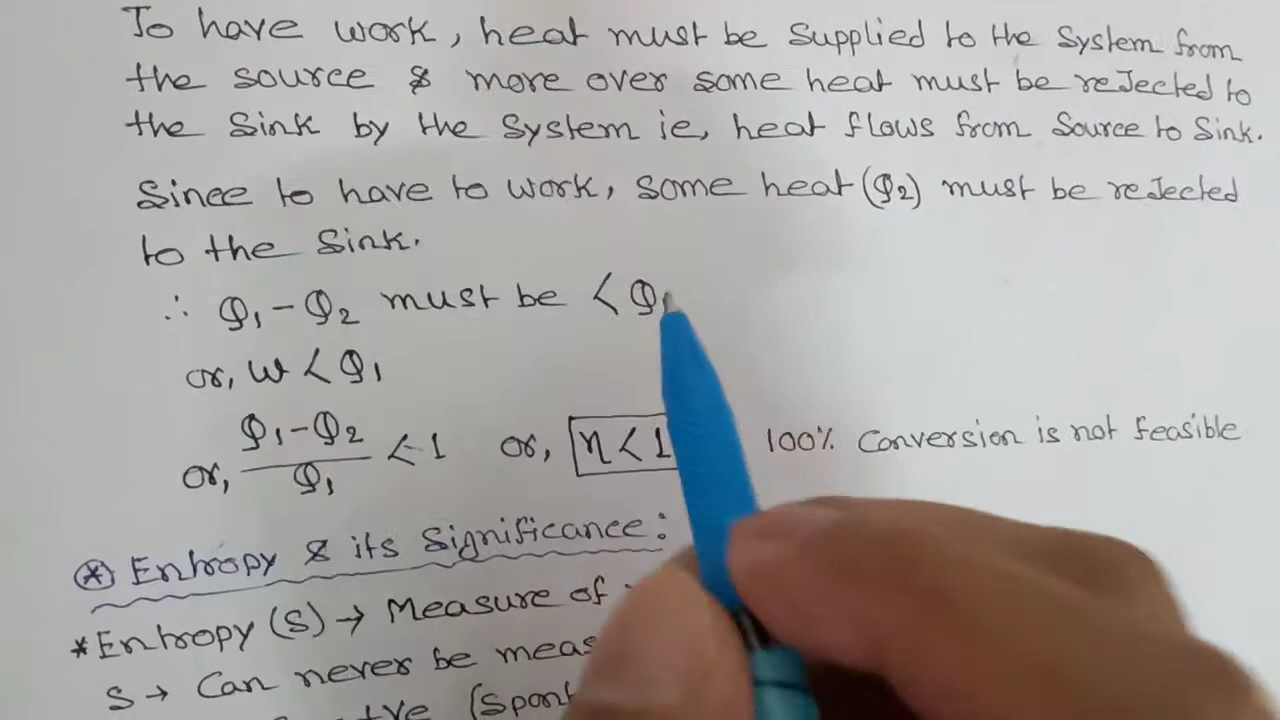 To have work, heat must be supplied to the system from
the source & more over some heat must be rejected to
the sink by the system ie, heat flows from source to sink.
Since to have to work, some heat (Q₂) must be rejected
to the sink.
∴ Q₁ - Q₂ must be < Q₁
or, W < Q₁
or, (Q₁ - Q₂)/Q₁ < 1 or, η < 1 100% conversion is not feasible
⊛ Entropy & its significance:
* Entropy (S) → Measure of
S → Can never be
+ve (